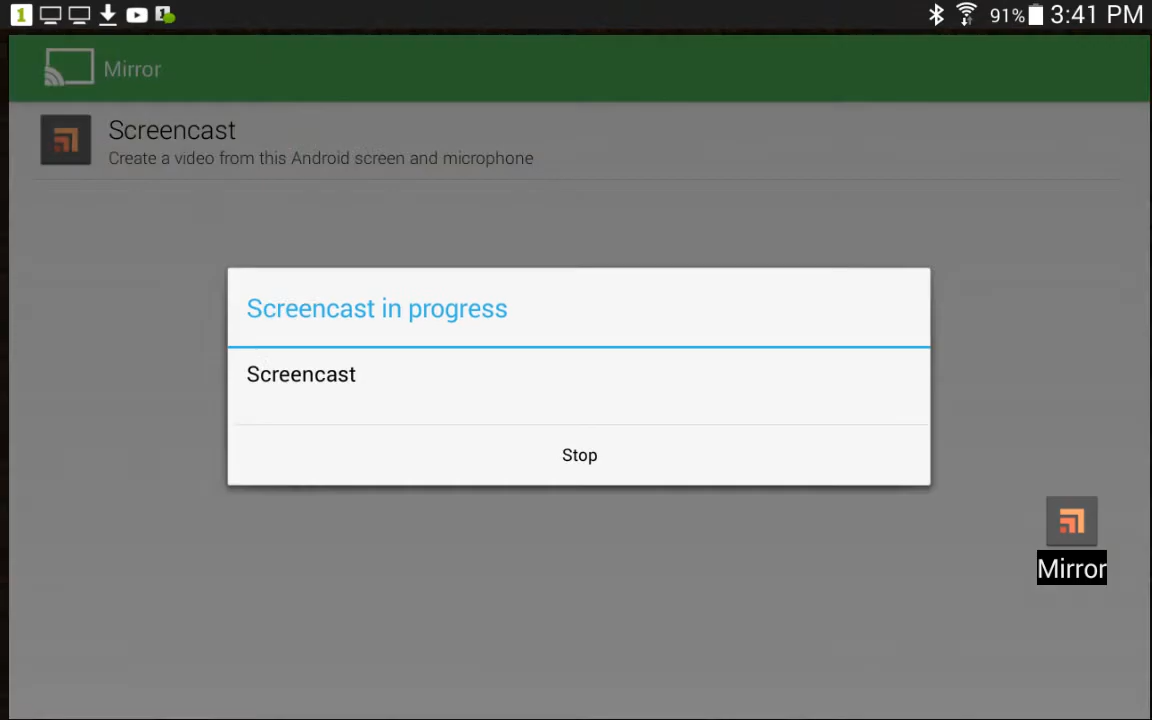 1
91% 3:41 PM
Mirror
Screencast
Create a video from this Android screen and microphone
Screencast in progress
Screencast
Stop
Mirror